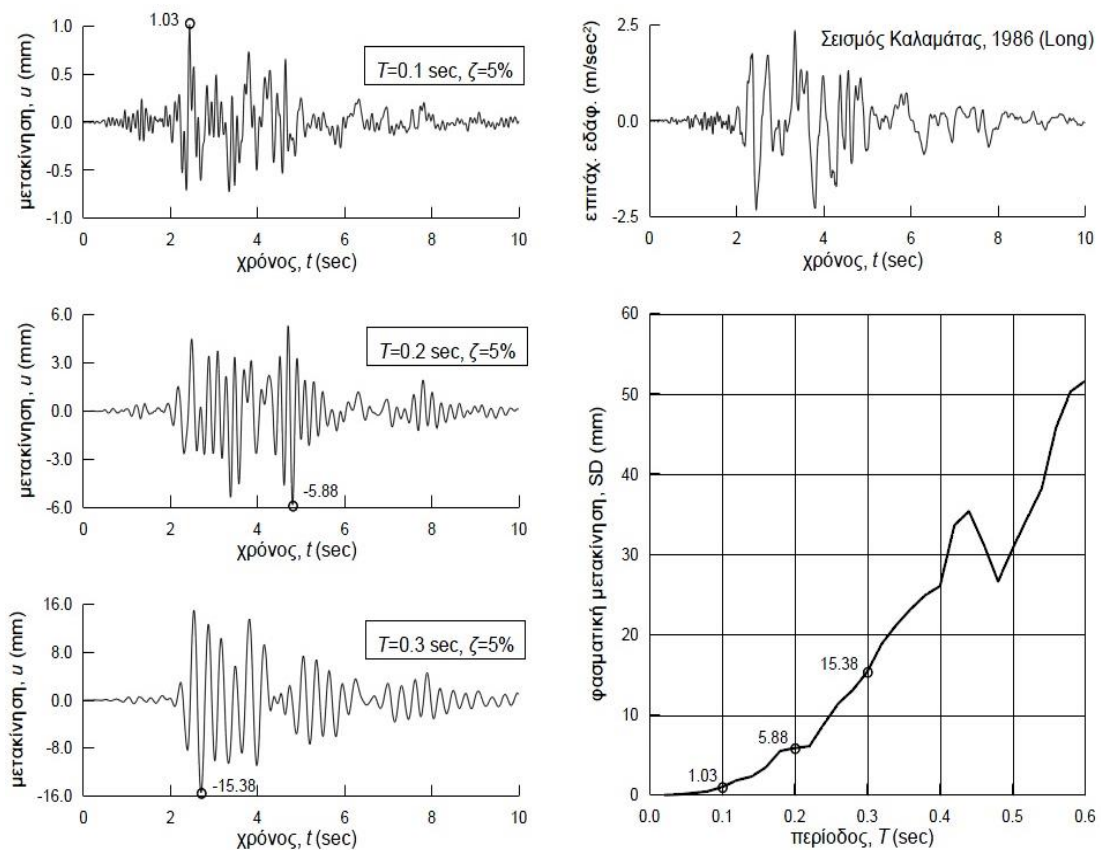 1.03
1.0
0.5
0.0
-0.5
-1.0
μετακίνηση, u (mm)
T=0.1 sec, ζ=5%
0 2 4 6 8 10
χρόνος, t (sec)
Σεισμός Καλαμάτας, 1986 (Long)
2.5
0.0
-2.5
επιτάχ. εδάφ. (m/sec²)
0 2 4 6 8 10
χρόνος, t (sec)
6.0
3.0
0.0
-3.0
-6.0
μετακίνηση, u (mm)
T=0.2 sec, ζ=5%
-5.88
0 2 4 6 8 10
χρόνος, t (sec)
16.0
8.0
0.0
-8.0
-16.0
μετακίνηση, u (mm)
T=0.3 sec, ζ=5%
-15.38
0 2 4 6 8 10
χρόνος, t (sec)
60
50
40
30
20
10
0
φασματική μετακίνηση, SD (mm)
15.38
5.88
1.03
0.0 0.1 0.2 0.3 0.4 0.5 0.6
περίοδος, T (sec)